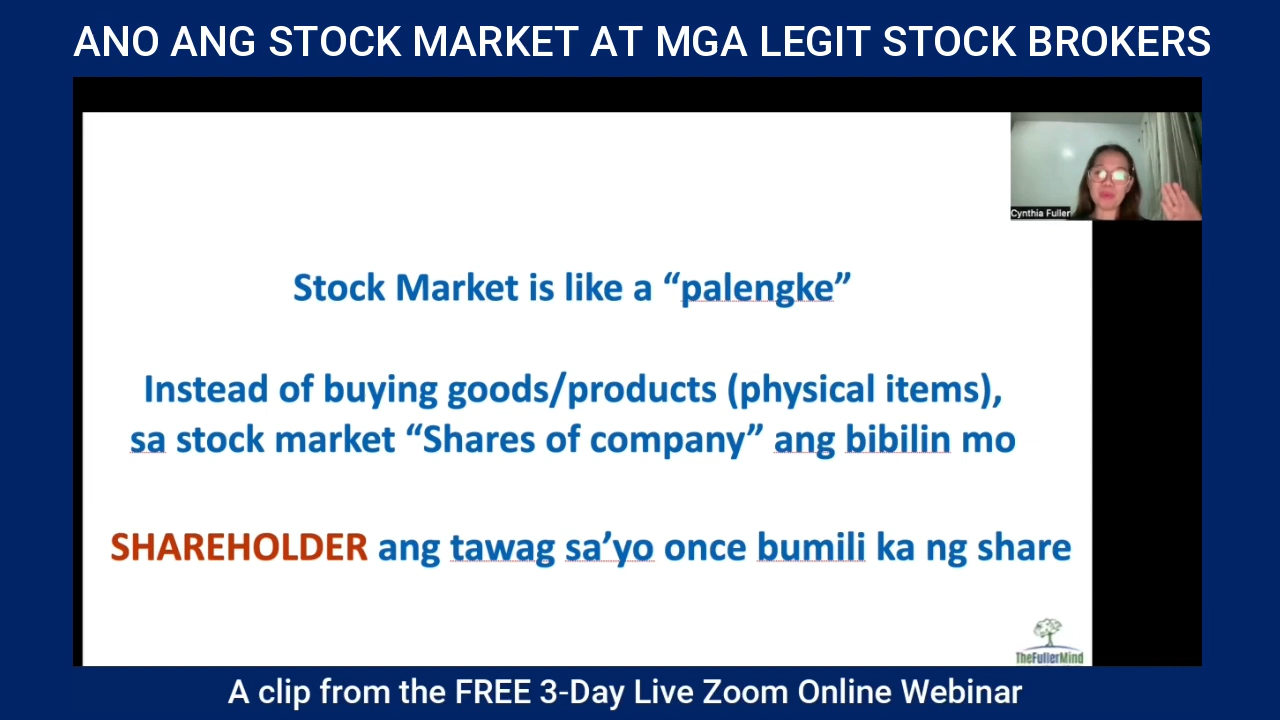 ANO ANG STOCK MARKET AT MGA LEGIT STOCK BROKERS
Cynthia Fuller
Stock Market is like a “palengke”
Instead of buying goods/products (physical items),
sa stock market “Shares of company” ang bibilin mo
SHAREHOLDER ang tawag sa’yo once bumili ka ng share
TheFullerMind
A clip from the FREE 3-Day Live Zoom Online Webinar